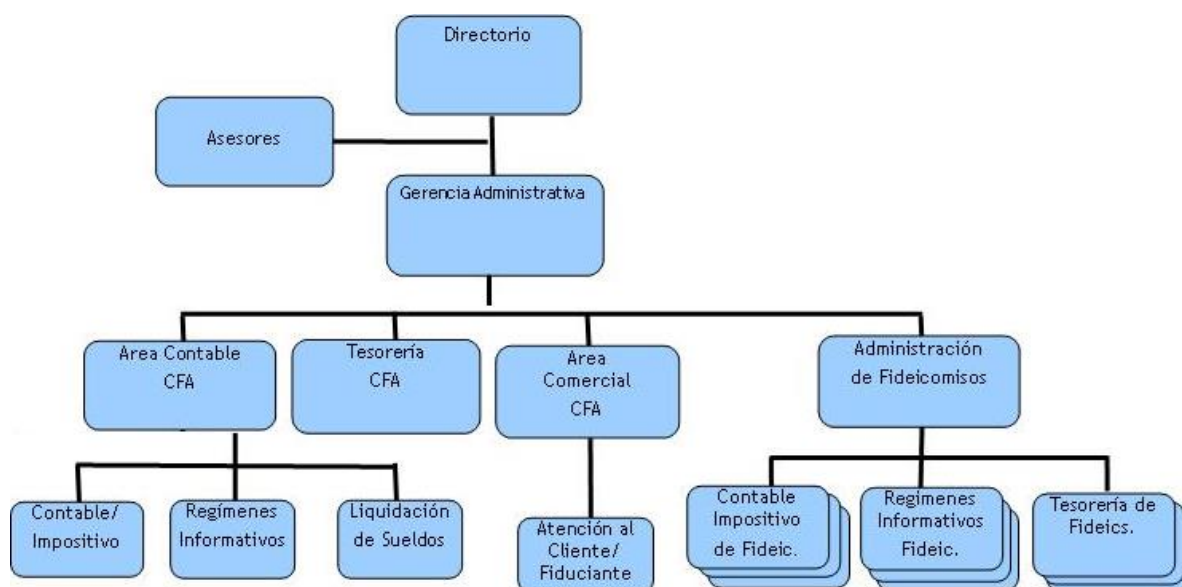 Directorio
Asesores
Gerencia Administrativa
Area Contable
CFA
Tesorería
CFA
Area
Comercial
CFA
Administración
de Fideicomisos
Contable/
Impositivo
Regímenes
Informativos
Liquidación
de Sueldos
Atención al
Cliente/
Fiduciante
Contable
Impositivo
de Fideic.
Regimenes
Informativos
Fideic.
Tesorería de
Fideics.